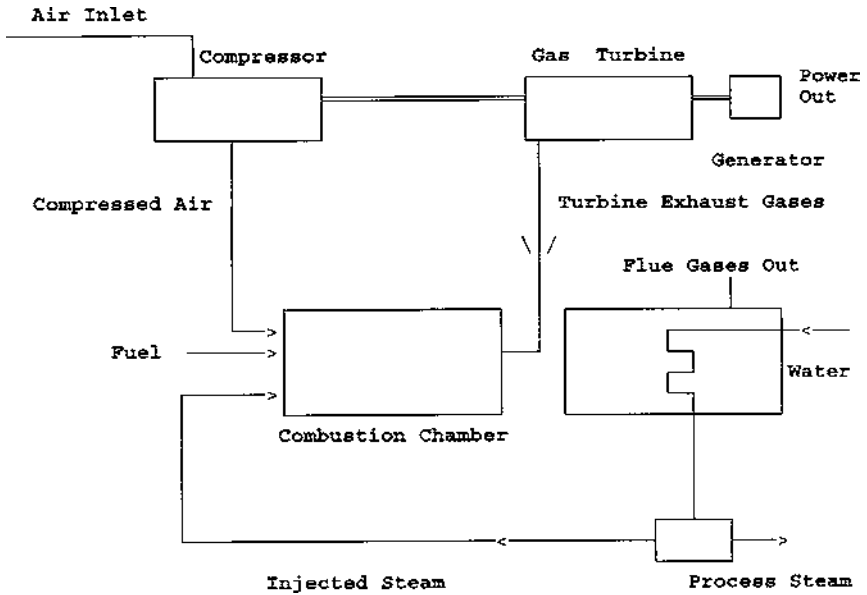 Air Inlet
Compressor
Gas Turbine
Power
Out
Generator
Compressed Air
Turbine Exhaust Gases
Flue Gases Out
Fuel
Water
Combustion Chamber
Injected Steam
Process Steam